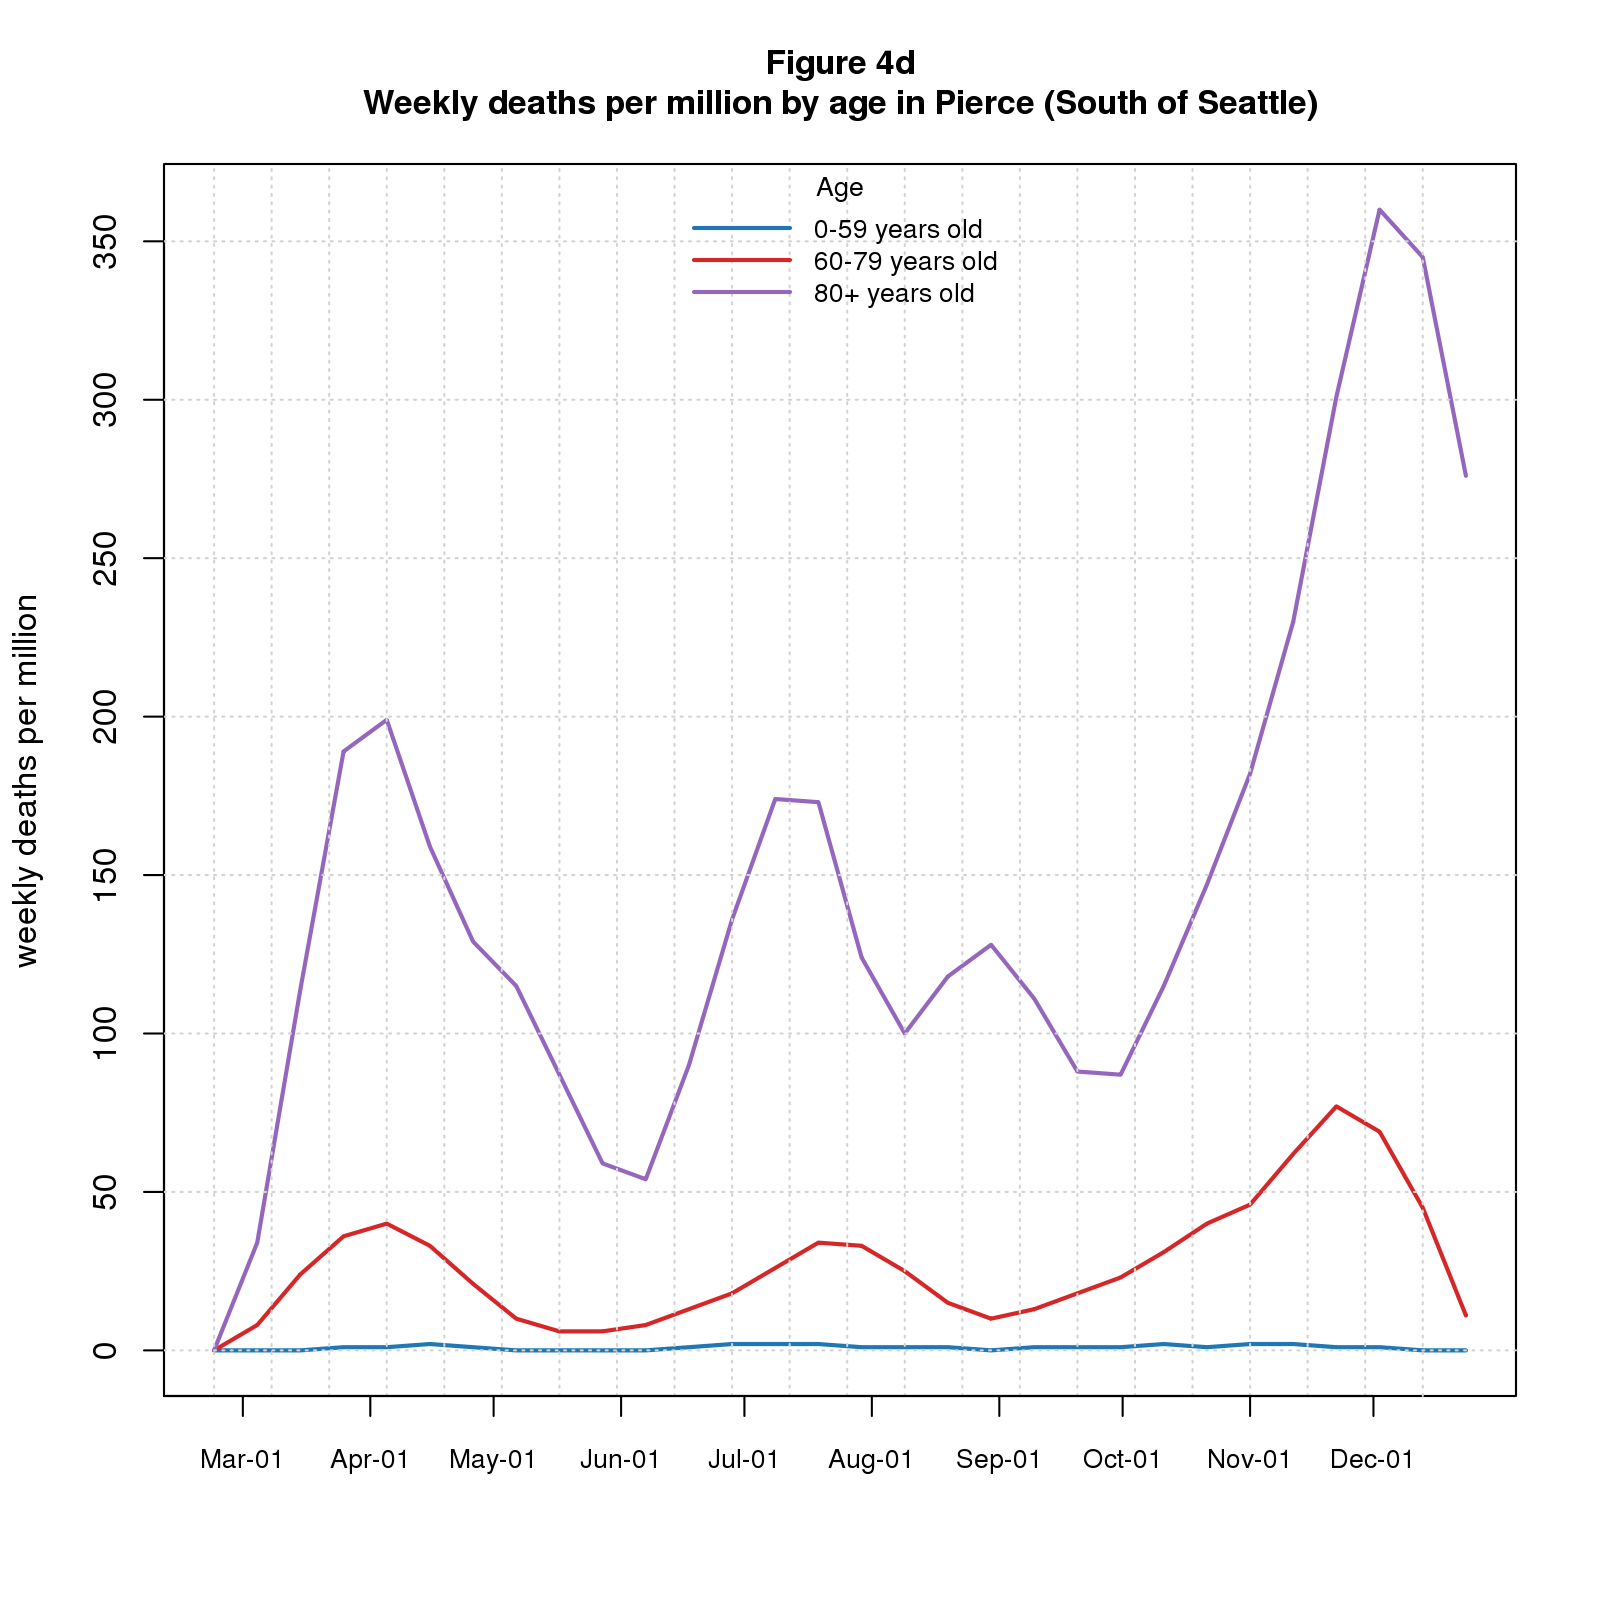 Figure 4d
Weekly deaths per million by age in Pierce (South of Seattle)
Age
0-59 years old
60-79 years old
80+ years old
weekly deaths per million
350
300
250
200
150
100
50
0
Mar-01 Apr-01 May-01 Jun-01 Jul-01 Aug-01 Sep-01 Oct-01 Nov-01 Dec-01